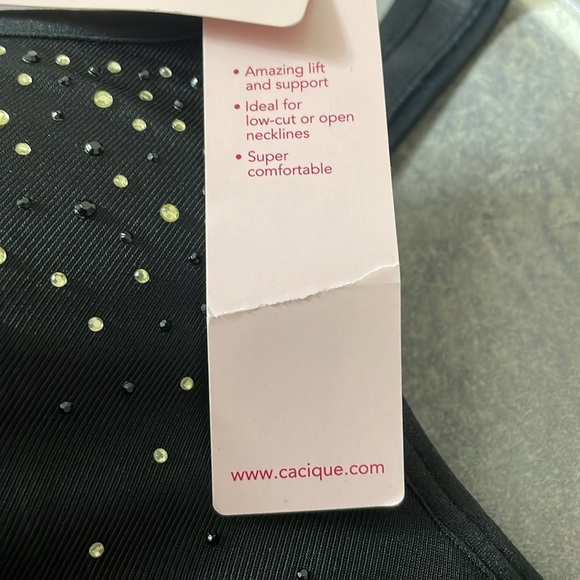 • Amazing lift
and support
• Ideal for
low-cut or open
necklines
• Super
comfortable
www.cacique.com